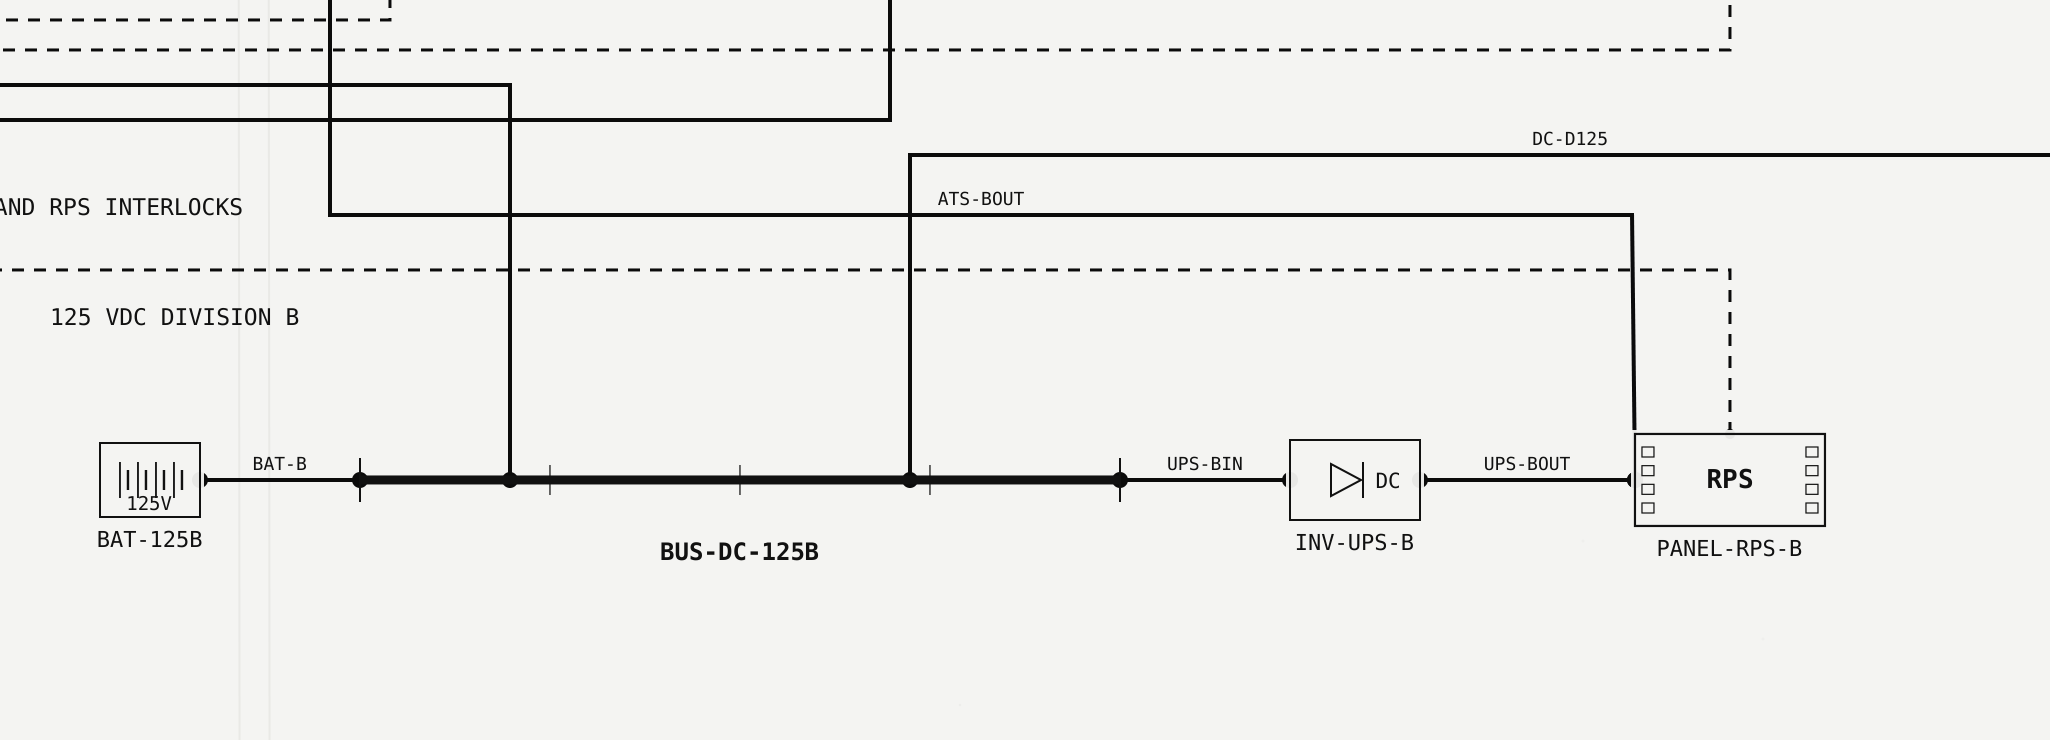 DC-D125
ATS-BOUT
AND RPS INTERLOCKS
125 VDC DIVISION B
BAT-B
UPS-BIN
UPS-BOUT
125V
DC
RPS
BAT-125B
BUS-DC-125B
INV-UPS-B
PANEL-RPS-B